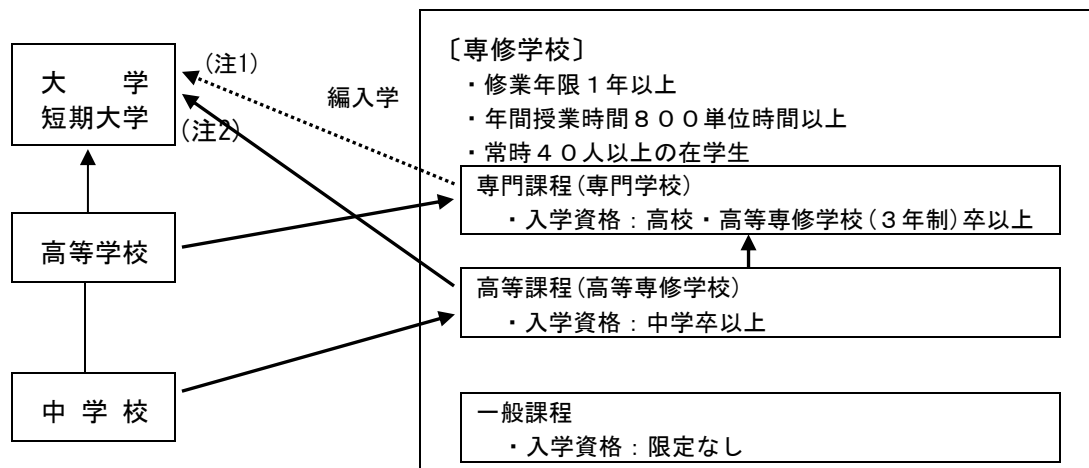 大　　学
短期大学
高等学校
中 学 校
(注1)
編入学
(注2)
〔専修学校〕
・修業年限１年以上
・年間授業時間８００単位時間以上
・常時４０人以上の在学生
専門課程(専門学校)
・入学資格：高校・高等専修学校(３年制)卒以上
高等課程(高等専修学校)
・入学資格：中学卒以上
一般課程
・入学資格：限定なし